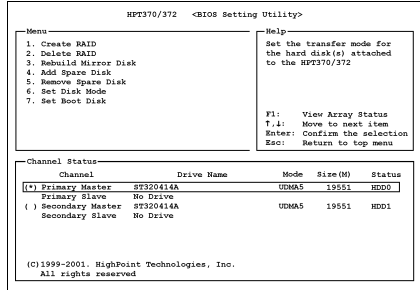 HPT370/372 <BIOS Setting Utility>
Menu
1. Create RAID
2. Delete RAID
3. Rebuild Mirror Disk
4. Add Spare Disk
5. Remove Spare Disk
6. Set Disk Mode
7. Set Boot Disk
Help
Set the transfer mode for
the hard disk(s) attached
to the HPT370/372
F1: View Array Status
↑,↓: Move to next item
Enter: Confirm the selection
Esc: Return to top menu
Channel Status
Channel Drive Name Mode Size(M) Status
(*) Primary Master ST320414A UDMA5 19551 HDD0
Primary Slave No Drive
( ) Secondary Master ST320414A UDMA5 19551 HDD1
Secondary Slave No Drive
(C)1999-2001. HighPoint Technologies, Inc.
All rights reserved